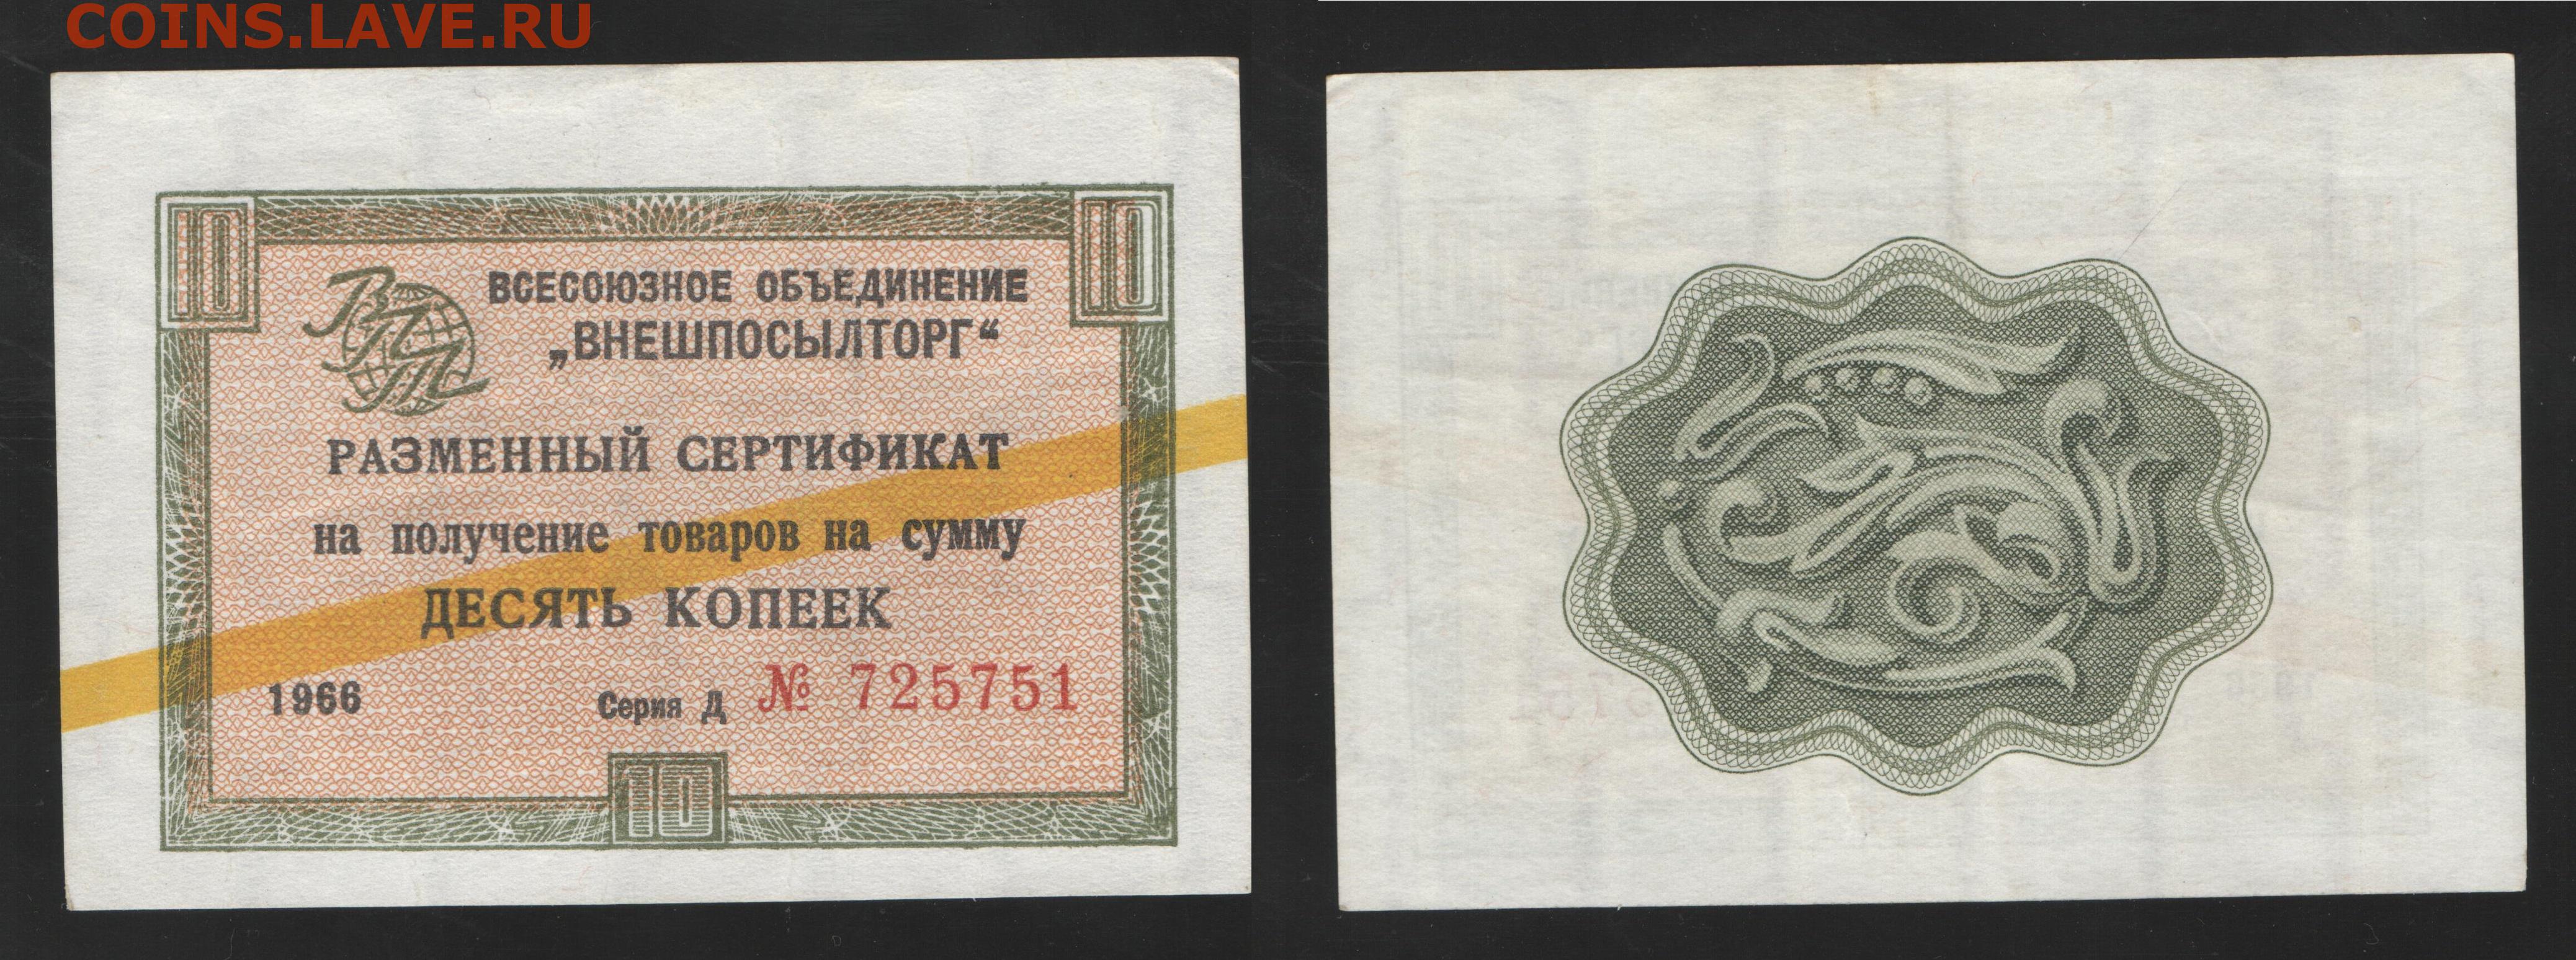 COINS.LAVE.RU
10 10
ВПТ
ВСЕСОЮЗНОЕ ОБЪЕДИНЕНИЕ
„ВНЕШПОСЫЛТОРГ“
РАЗМЕННЫЙ СЕРТИФИКАТ
на получение товаров на сумму
ДЕСЯТЬ КОПЕЕК
1966 Серия Д № 725751
10